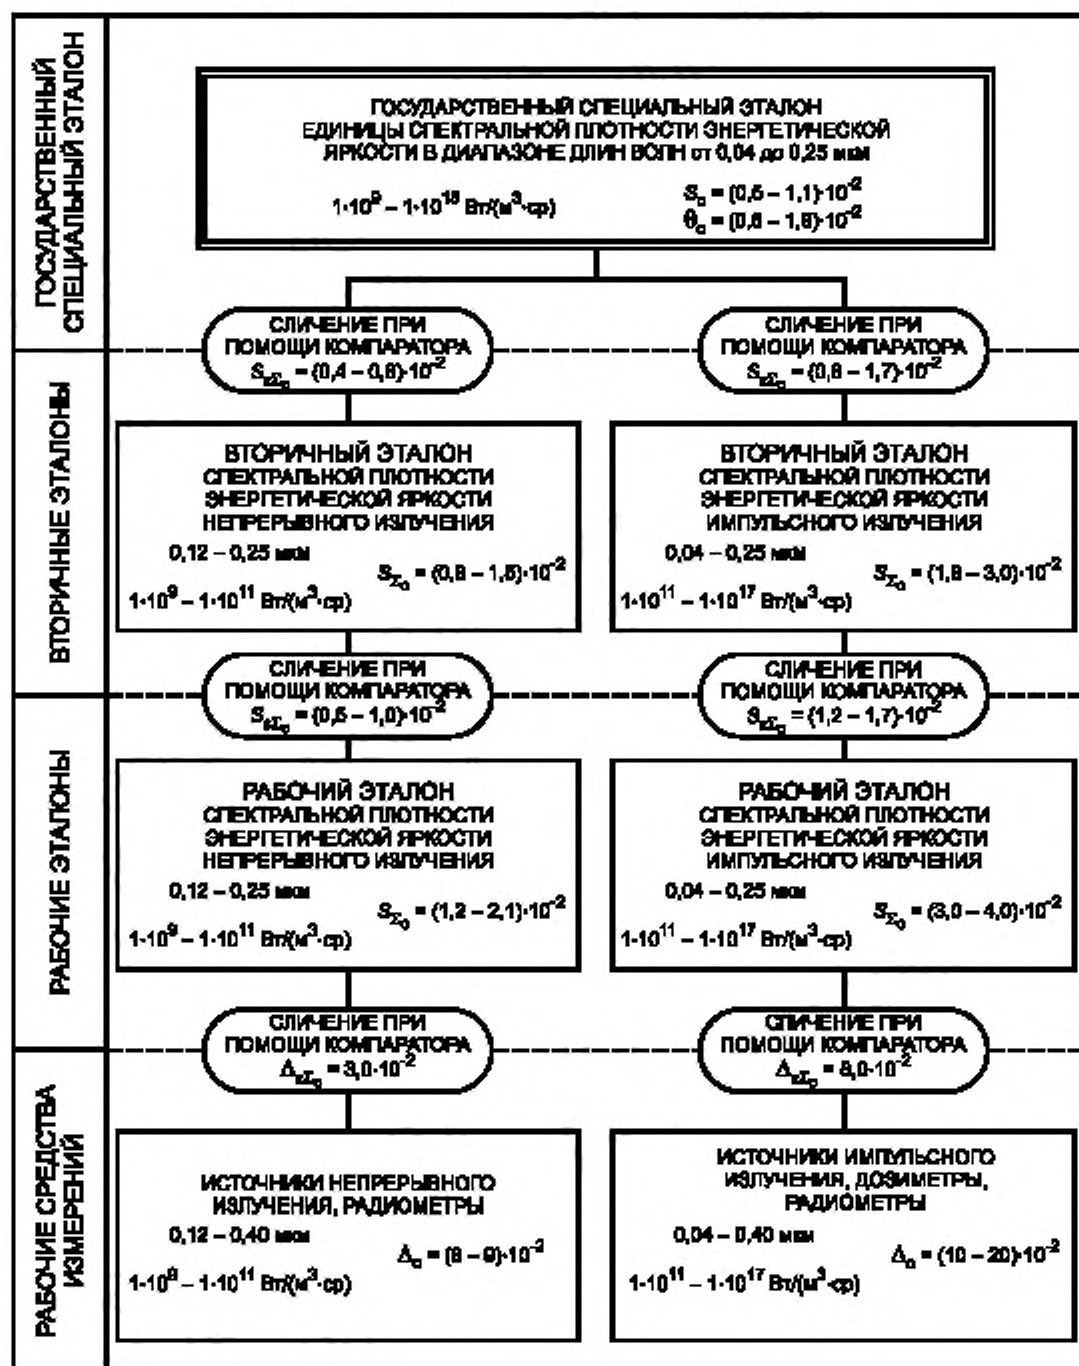 ГОСУДАРСТВЕННЫЙ
СПЕЦИАЛЬНЫЙ ЭТАЛОН
ГОСУДАРСТВЕННЫЙ СПЕЦИАЛЬНЫЙ ЭТАЛОН
ЕДИНИЦЫ СПЕКТРАЛЬНОЙ ПЛОТНОСТИ ЭНЕРГЕТИЧЕСКОЙ
ЯРКОСТИ В ДИАПАЗОНЕ ДЛИН ВОЛН от 0,04 до 0,25 мкм
Вт/(м³·ср)
СЛИЧЕНИЕ ПРИ
ПОМОЩИ КОМПАРАТОРА
СЛИЧЕНИЕ ПРИ
ПОМОЩИ КОМПАРАТОРА
ВТОРИЧНЫЕ ЭТАЛОНЫ
ВТОРИЧНЫЙ ЭТАЛОН
СПЕКТРАЛЬНОЙ ПЛОТНОСТИ
ЭНЕРГЕТИЧЕСКОЙ ЯРКОСТИ
НЕПРЕРЫВНОГО ИЗЛУЧЕНИЯ
0,12 – 0,25 мкм
1·10⁹ – 1·10¹¹ Вт/(м³·ср)
ВТОРИЧНЫЙ ЭТАЛОН
СПЕКТРАЛЬНОЙ ПЛОТНОСТИ
ЭНЕРГЕТИЧЕСКОЙ ЯРКОСТИ
ИМПУЛЬСНОГО ИЗЛУЧЕНИЯ
0,04 – 0,25 мкм
1·10¹¹ – 1·10¹⁷ Вт/(м³·ср)
СЛИЧЕНИЕ ПРИ
ПОМОЩИ КОМПАРАТОРА
СЛИЧЕНИЕ ПРИ
ПОМОЩИ КОМПАРАТОРА
= (1,2 – 1,7)·10⁻²
РАБОЧИЕ ЭТАЛОНЫ
РАБОЧИЙ ЭТАЛОН
СПЕКТРАЛЬНОЙ ПЛОТНОСТИ
ЭНЕРГЕТИЧЕСКОЙ ЯРКОСТИ
НЕПРЕРЫВНОГО ИЗЛУЧЕНИЯ
0,12 – 0,25 мкм
= (1,2 – 2,1)·10⁻²
1·10⁹ – 1·10¹¹ Вт/(м³·ср)
РАБОЧИЙ ЭТАЛОН
СПЕКТРАЛЬНОЙ ПЛОТНОСТИ
ЭНЕРГЕТИЧЕСКОЙ ЯРКОСТИ
ИМПУЛЬСНОГО ИЗЛУЧЕНИЯ
0,04 – 0,25 мкм
= (3,0 – 4,0)·10⁻²
1·10¹¹ – 1·10¹⁷ Вт/(м³·ср)
СЛИЧЕНИЕ ПРИ
ПОМОЩИ КОМПАРАТОРА
СЛИЧЕНИЕ ПРИ
ПОМОЩИ КОМПАРАТОРА
РАБОЧИЕ СРЕДСТВА
ИЗМЕРЕНИЙ
ИСТОЧНИКИ НЕПРЕРЫВНОГО
ИЗЛУЧЕНИЯ, РАДИОМЕТРЫ
0,12 – 0,40 мкм
1·10⁹ – 1·10¹¹ Вт/(м³·ср)
ИСТОЧНИКИ ИМПУЛЬСНОГО
ИЗЛУЧЕНИЯ, ДОЗИМЕТРЫ,
РАДИОМЕТРЫ
0,04 – 0,40 мкм
Δ₀ = (10 – 20)·10⁻²
1·10¹¹ – 1·10¹⁷ Вт/(м³·ср)